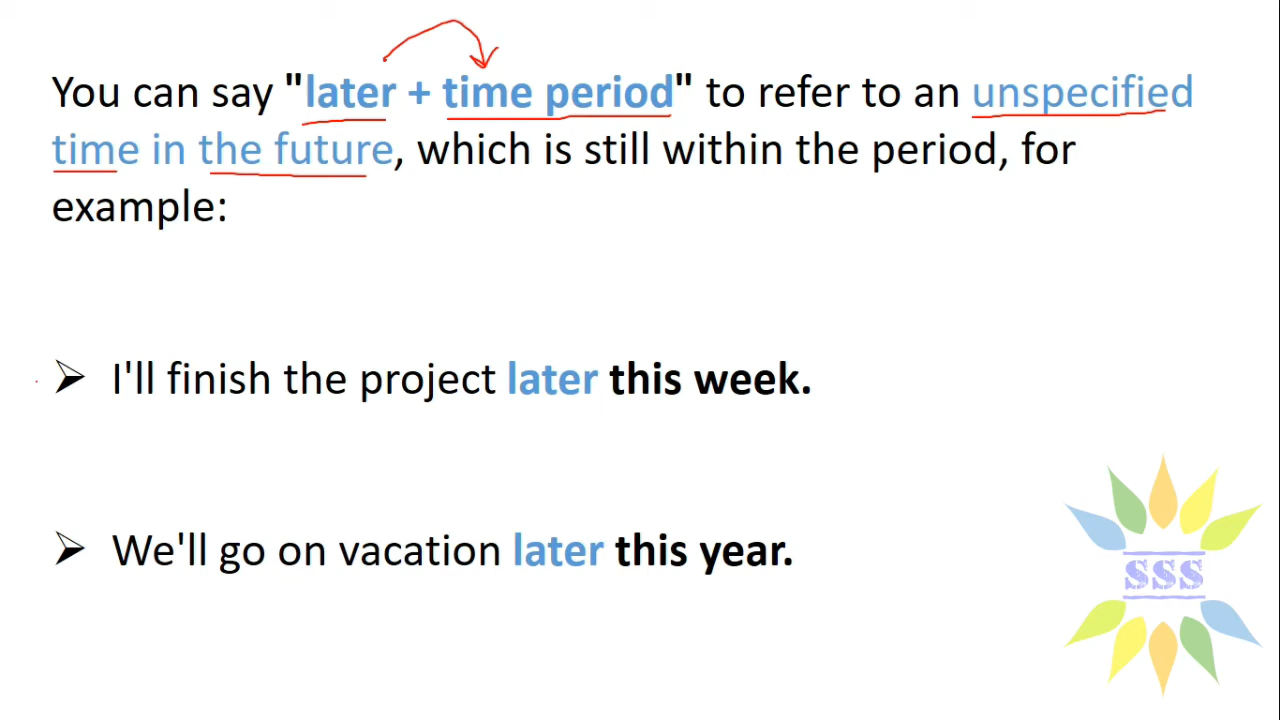 You can say "later + time period" to refer to an unspecified
time in the future, which is still within the period, for
example:
➢ I'll finish the project later this week.
➢ We'll go on vacation later this year.
SSS